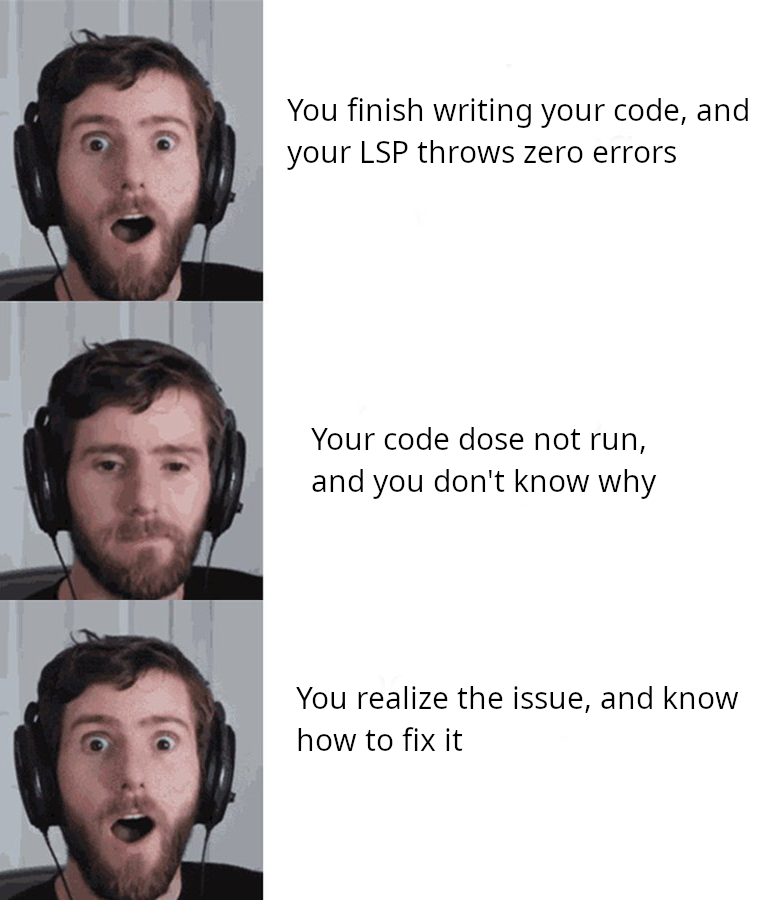 You finish writing your code, and
your LSP throws zero errors
Your code dose not run,
and you don't know why
You realize the issue, and know
how to fix it